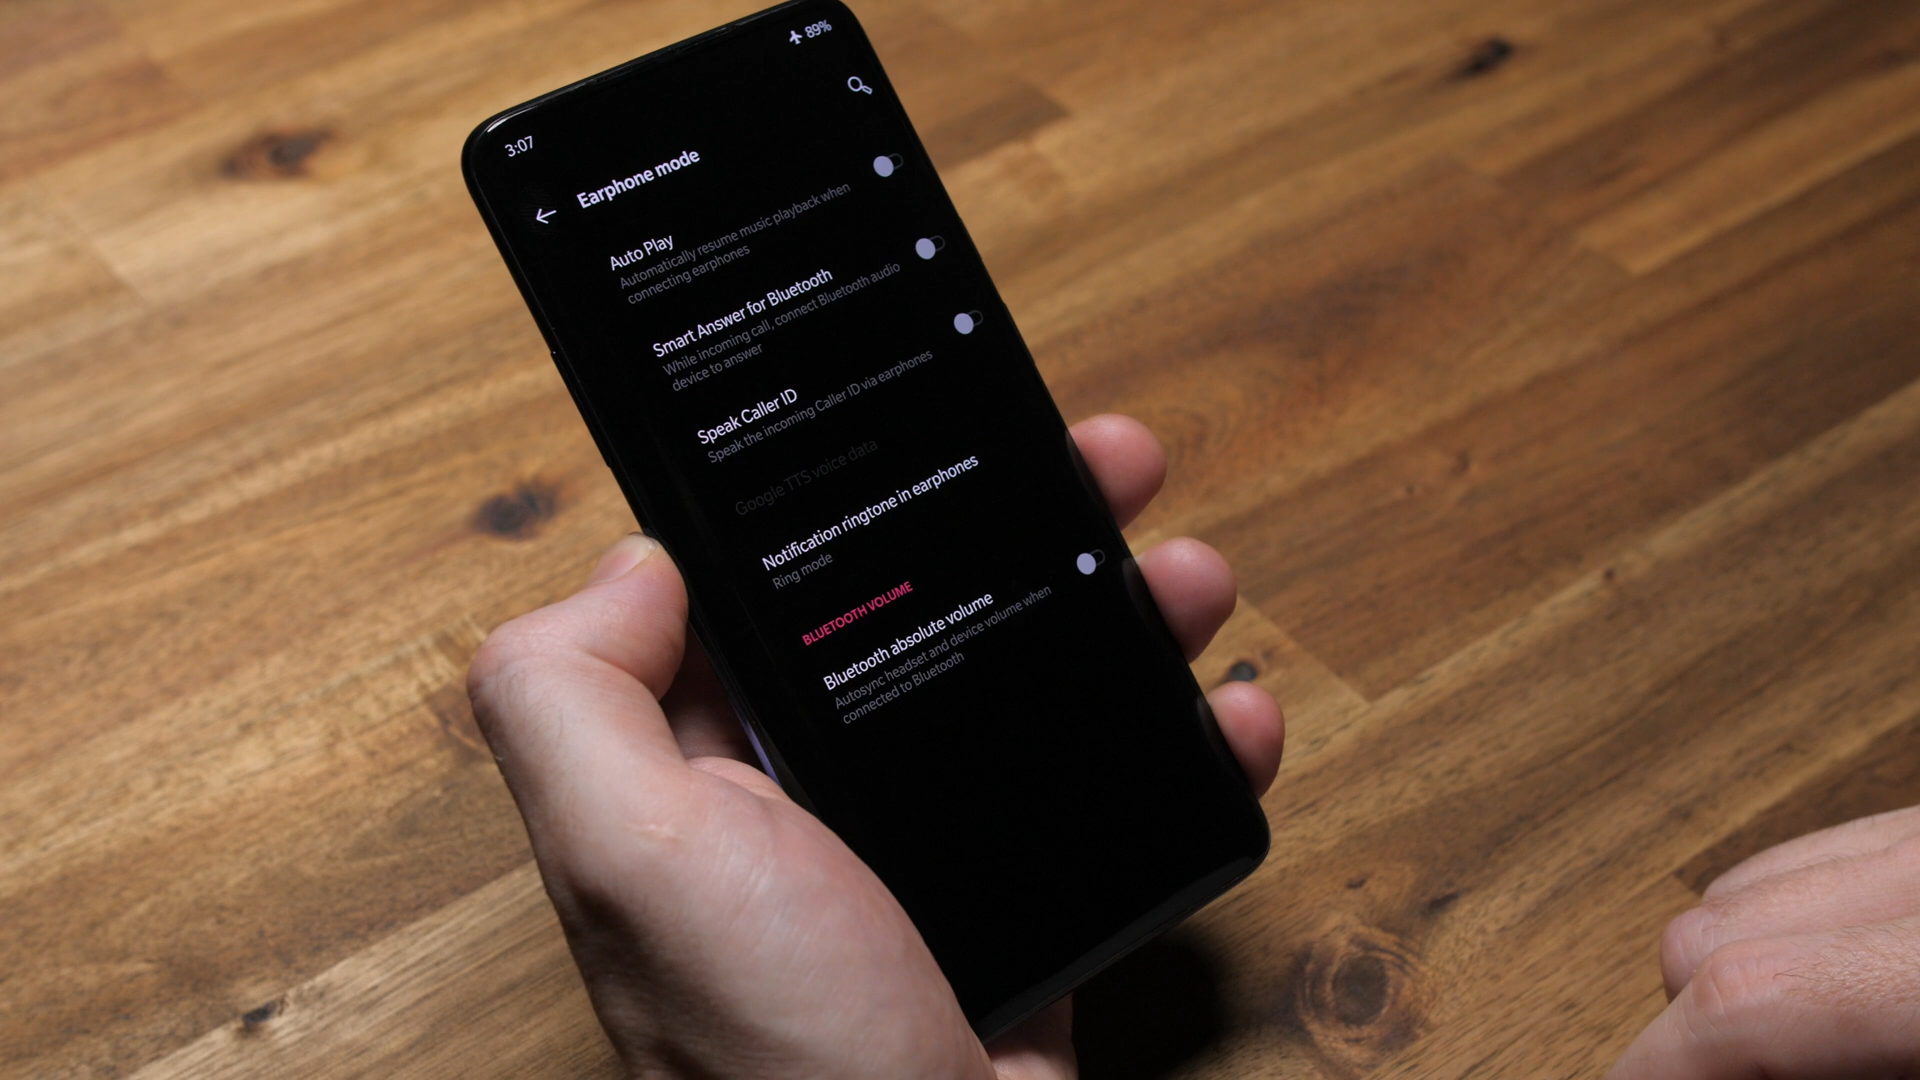 3:07
89%
Earphone mode
Auto Play
Automatically resume music playback when
connecting earphones
Smart Answer for Bluetooth
While incoming call, connect Bluetooth audio
device to answer
Speak Caller ID
Speak the incoming Caller ID via earphones
Google TTS voice data
Notification ringtone in earphones
Ring mode
BLUETOOTH VOLUME
Bluetooth absolute volume
Autosync headset and device volume when
connected to Bluetooth